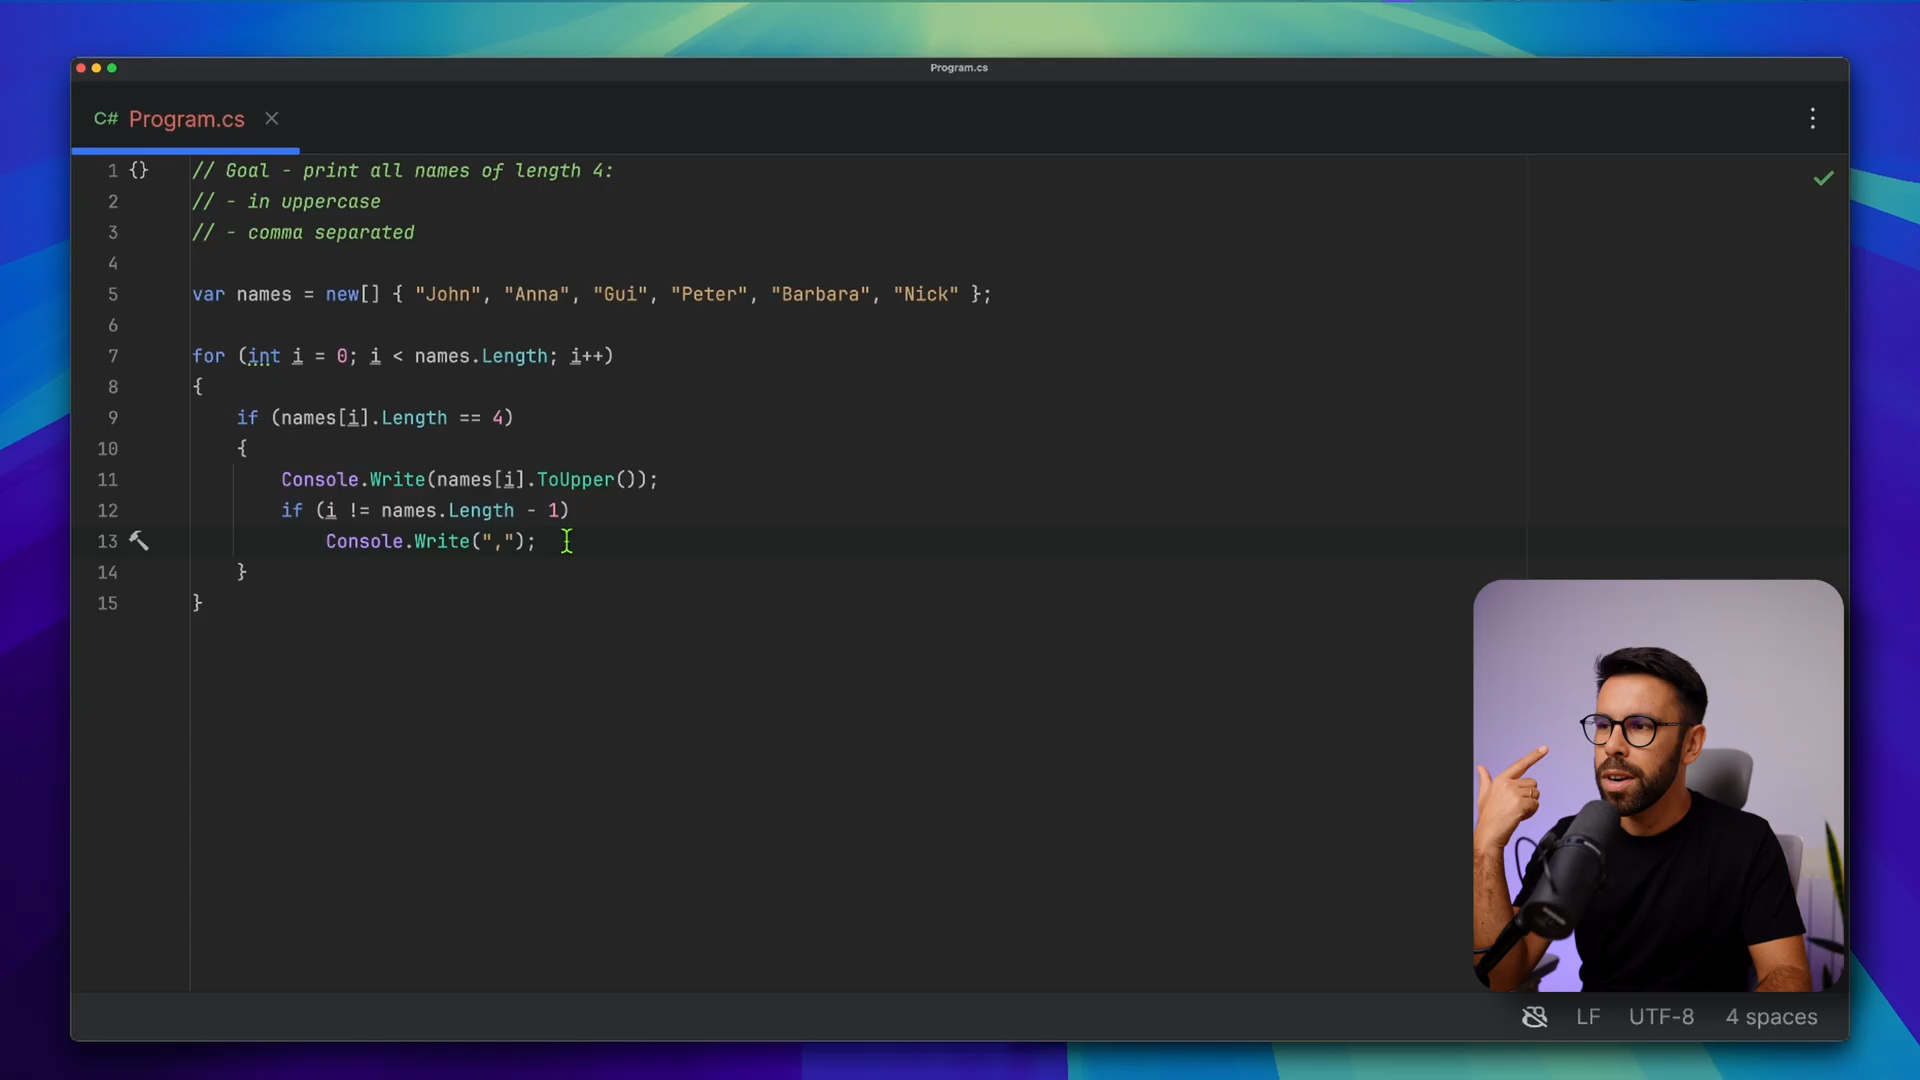 Program.cs
C# Program.cs
1 {} // Goal - print all names of length 4:
2 // - in uppercase
3 // - comma separated
4
5 var names = new[] { "John", "Anna", "Gui", "Peter", "Barbara", "Nick" };
6
7 for (int i = 0; i < names.Length; i++)
8 {
9 if (names[i].Length == 4)
10 {
11 Console.Write(names[i].ToUpper());
12 if (i != names.Length - 1)
13 Console.Write(",");
14 }
15 }
LF UTF-8 4 spaces